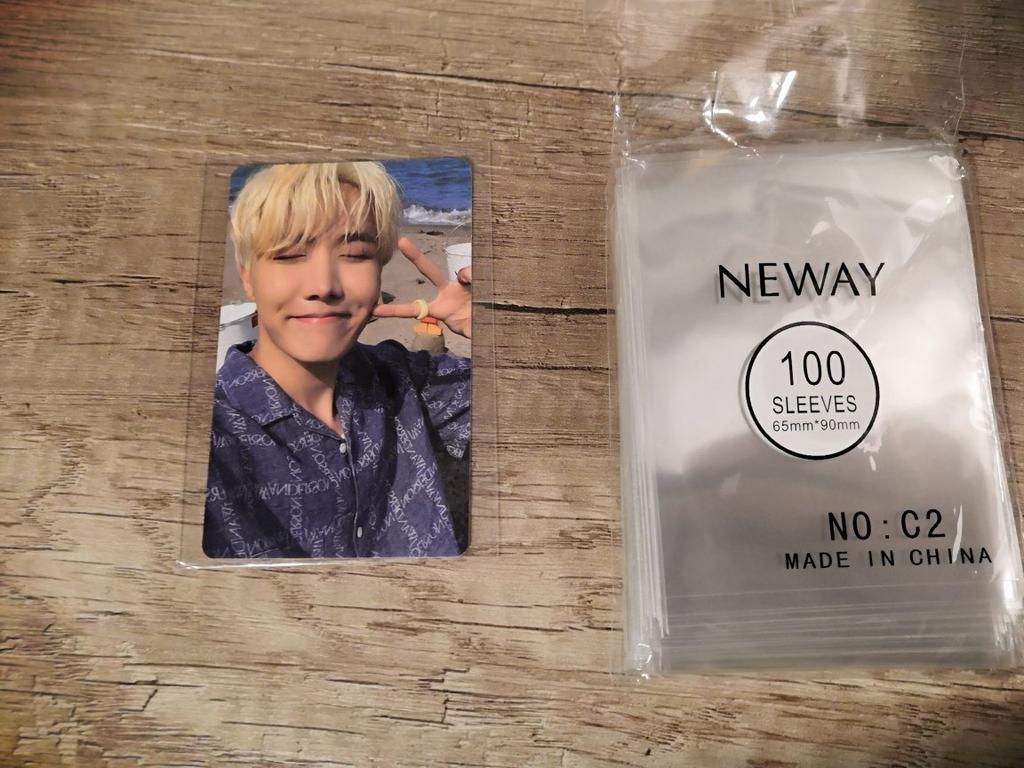 NEWAY
100
SLEEVES
65mm*90mm
NO:C2
MADE IN CHINA